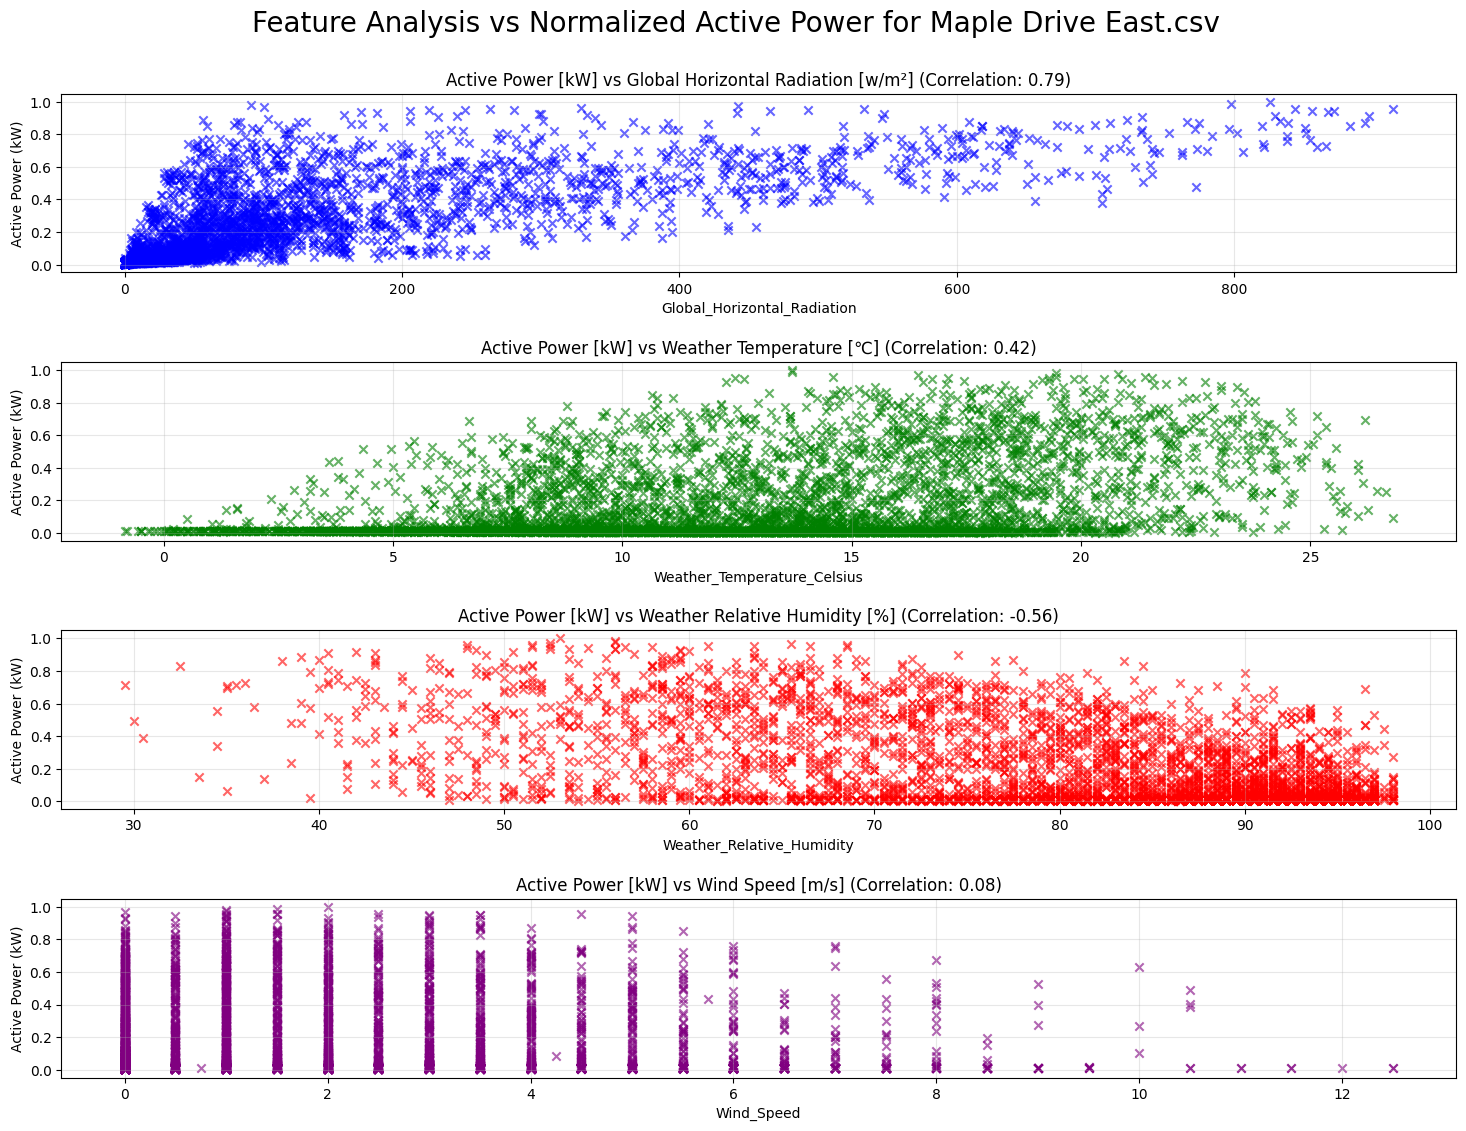 Feature Analysis vs Normalized Active Power for Maple Drive East.csv
Active Power [kW] vs Global Horizontal Radiation [w/m²] (Correlation: 0.79)
Active Power (kW)
1.0
0.8
0.6
0.4
0.2
0.0
0 200 400 600 800
Global_Horizontal_Radiation
Active Power [kW] vs Weather Temperature [℃] (Correlation: 0.42)
Active Power (kW)
1.0
0.8
0.6
0.4
0.2
0.0
0 5 10 15 20 25
Weather_Temperature_Celsius
Active Power [kW] vs Weather Relative Humidity [%] (Correlation: -0.56)
Active Power (kW)
1.0
0.8
0.6
0.4
0.2
0.0
30 40 50 60 70 80 90 100
Weather_Relative_Humidity
Active Power [kW] vs Wind Speed [m/s] (Correlation: 0.08)
Active Power (kW)
1.0
0.8
0.6
0.4
0.2
0.0
0 2 4 6 8 10 12
Wind_Speed